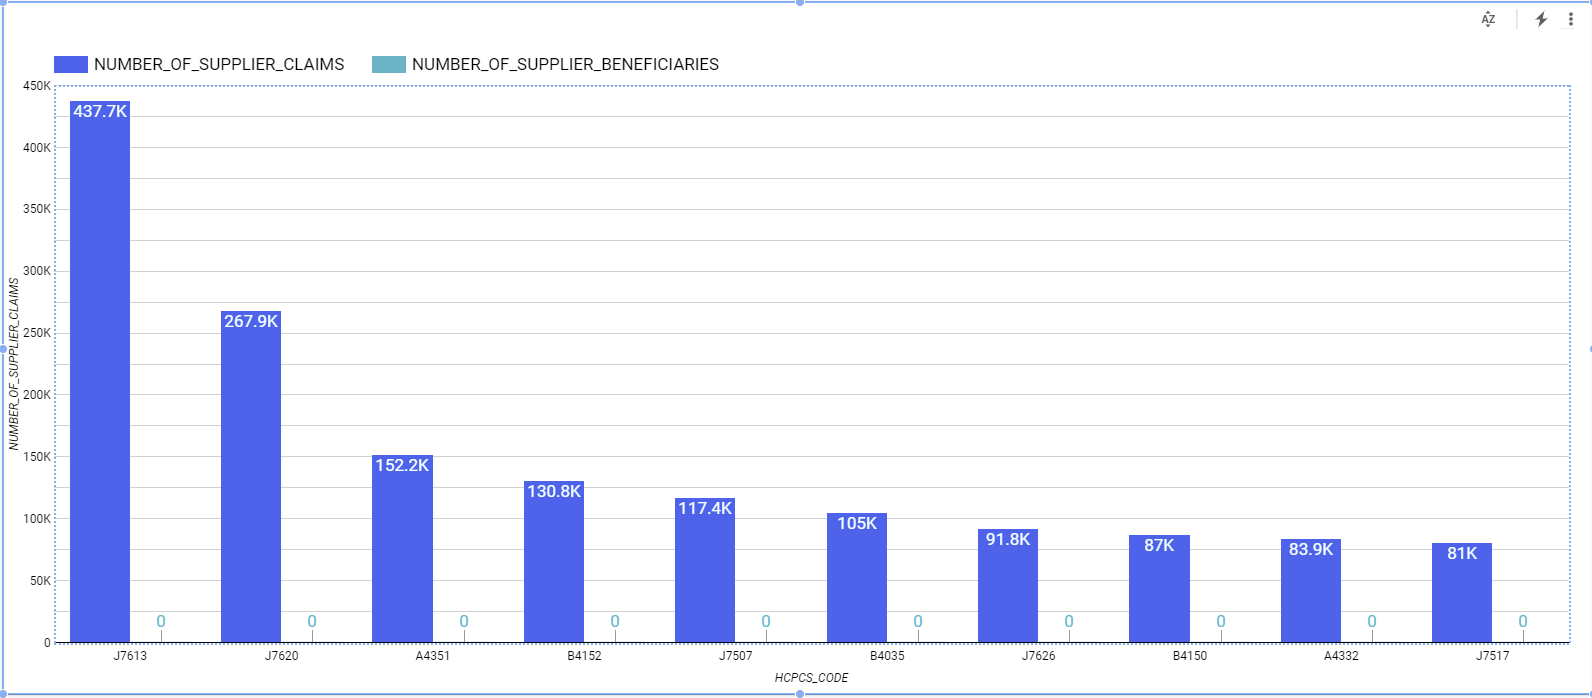 AZ
NUMBER_OF_SUPPLIER_CLAIMS NUMBER_OF_SUPPLIER_BENEFICIARIES
450K
400K
350K
300K
250K
200K
150K
100K
50K
0
NUMBER_OF_SUPPLIER_CLAIMS
437.7K
267.9K
152.2K
130.8K
117.4K
105K
91.8K
87K
83.9K
81K
0 0 0 0 0 0 0 0 0 0
J7613 J7620 A4351 B4152 J7507 B4035 J7626 B4150 A4332 J7517
HCPCS_CODE